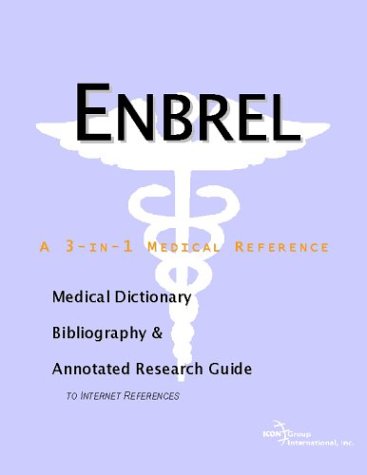 ENBREL
A 3-IN-1 MEDICAL REFERENCE
Medical Dictionary
Bibliography &
Annotated Research Guide
TO INTERNET REFERENCES
ICON Group
International, Inc.